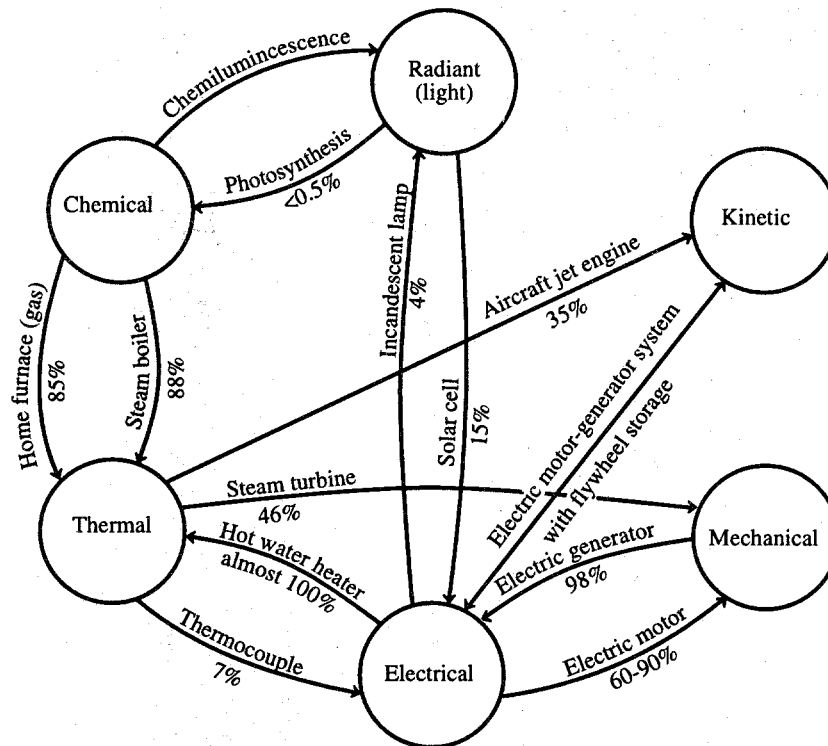 Chemiluminescence
Radiant
(light)
Photosynthesis
<0.5%
Chemical
Kinetic
Incandescent lamp
4%
Aircraft jet engine
35%
Home furnace (gas)
85%
Steam boiler
88%
Solar cell
15%
Electric motor-generator system
with flywheel storage
Thermal
Steam turbine
46%
Mechanical
Hot water heater
almost 100%
Electric generator
98%
Thermocouple
7%
Electrical
Electric motor
60-90%